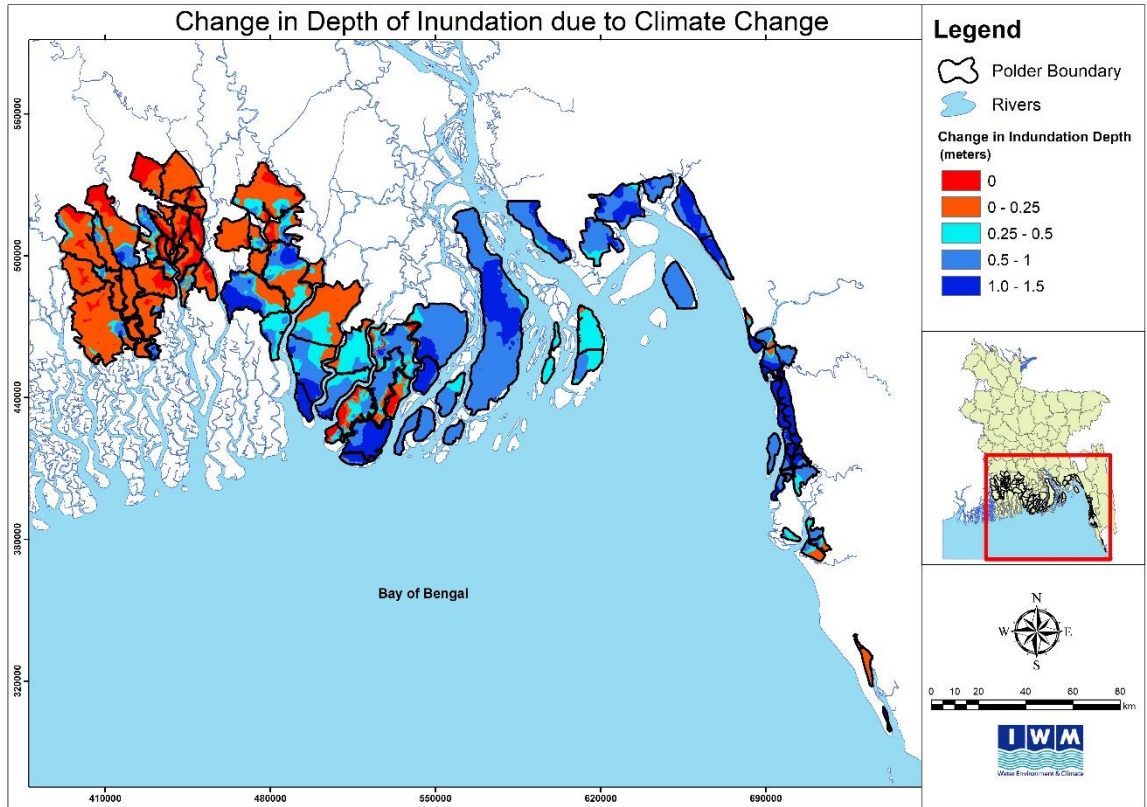 Change in Depth of Inundation due to Climate Change
Legend
Polder Boundary
Rivers
Change in Indundation Depth
(meters)
0
0 - 0.25
0.25 - 0.5
0.5 - 1
1.0 - 1.5
560000
500000
440000
380000
320000
Bay of Bengal
410000 480000 550000 620000 690000
N
W E
S
0 10 20 40 60 80
km
I W M
Water Environment & Climate